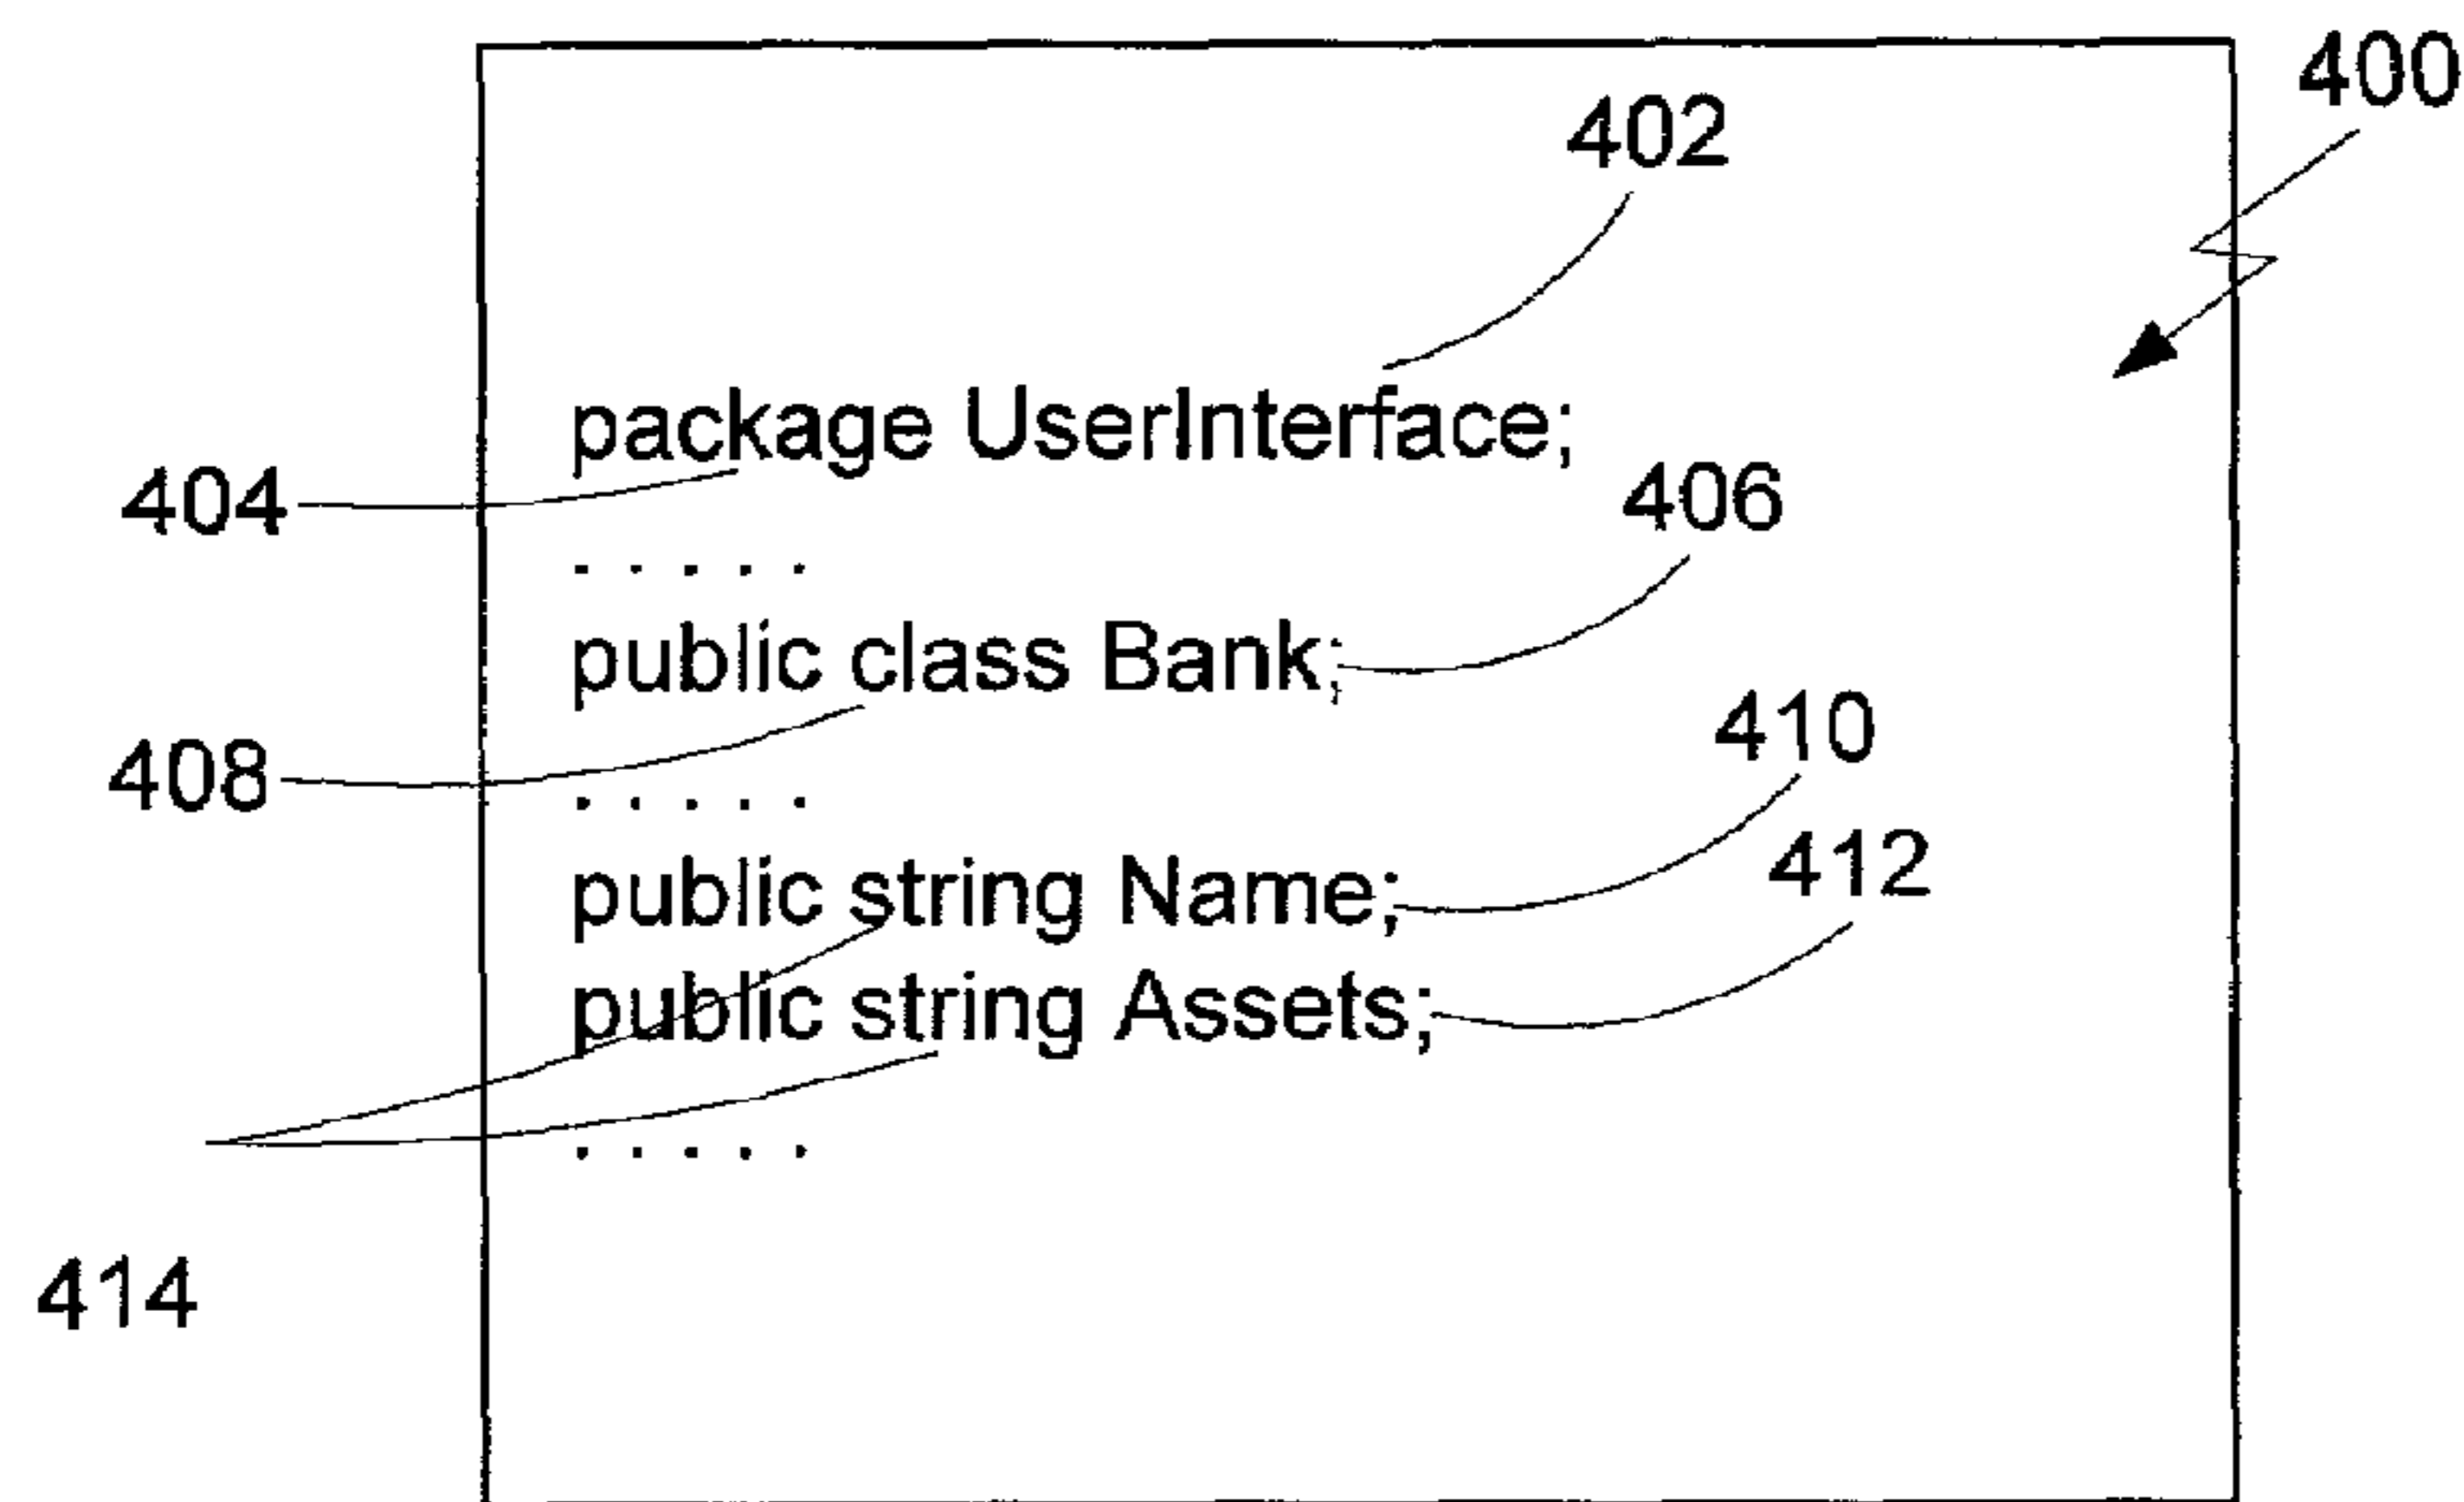 400
402
package UserInterface;
404
406
. . . . .
public class Bank;
410
408
. . . . .
412
public string Name;
public string Assets;
. . . . .
414